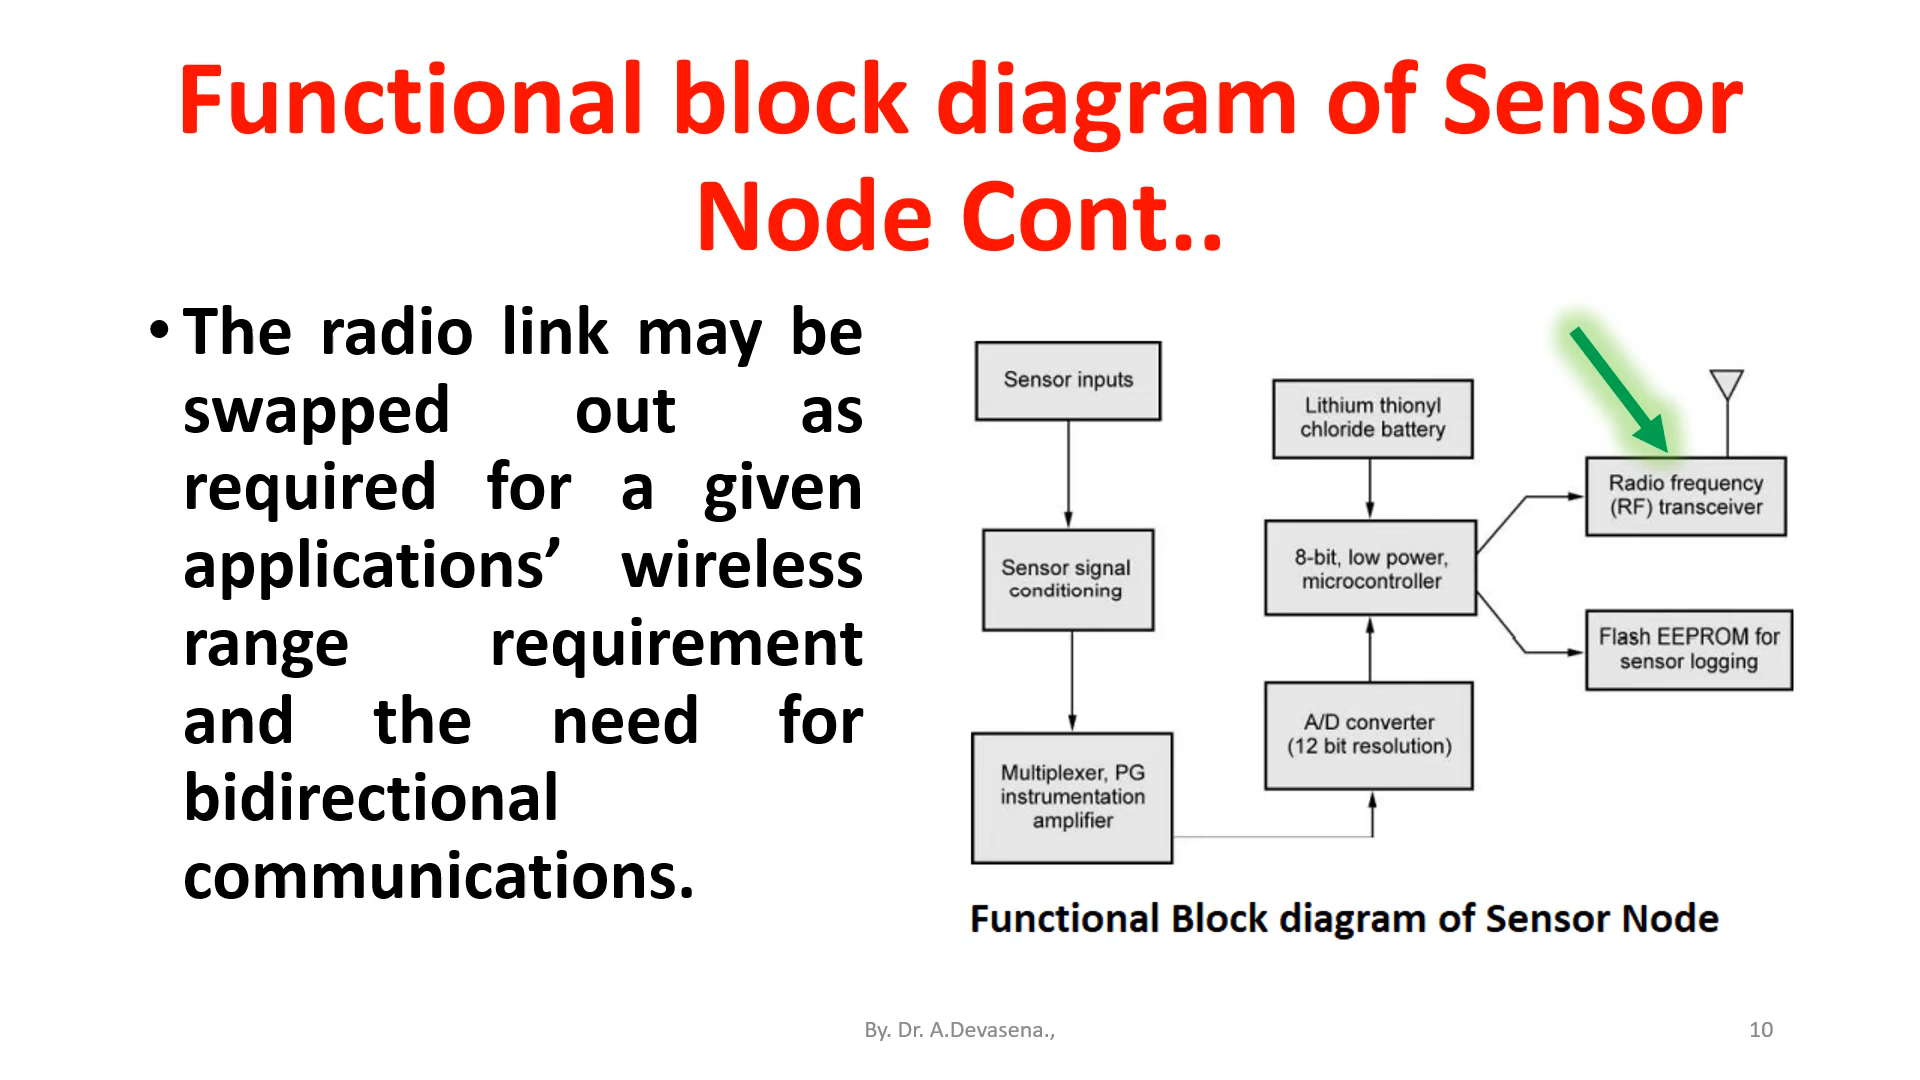 Functional block diagram of Sensor
Node Cont..
• The radio link may be
swapped out as
required for a given
applications’ wireless
range requirement
and the need for
bidirectional
communications.
Sensor inputs
Sensor signal
conditioning
Multiplexer, PG
instrumentation
amplifier
Lithium thionyl
chloride battery
8-bit, low power,
microcontroller
A/D converter
(12 bit resolution)
Radio frequency
(RF) transceiver
Flash EEPROM for
sensor logging
Functional Block diagram of Sensor Node
By. Dr. A.Devasena.,
10